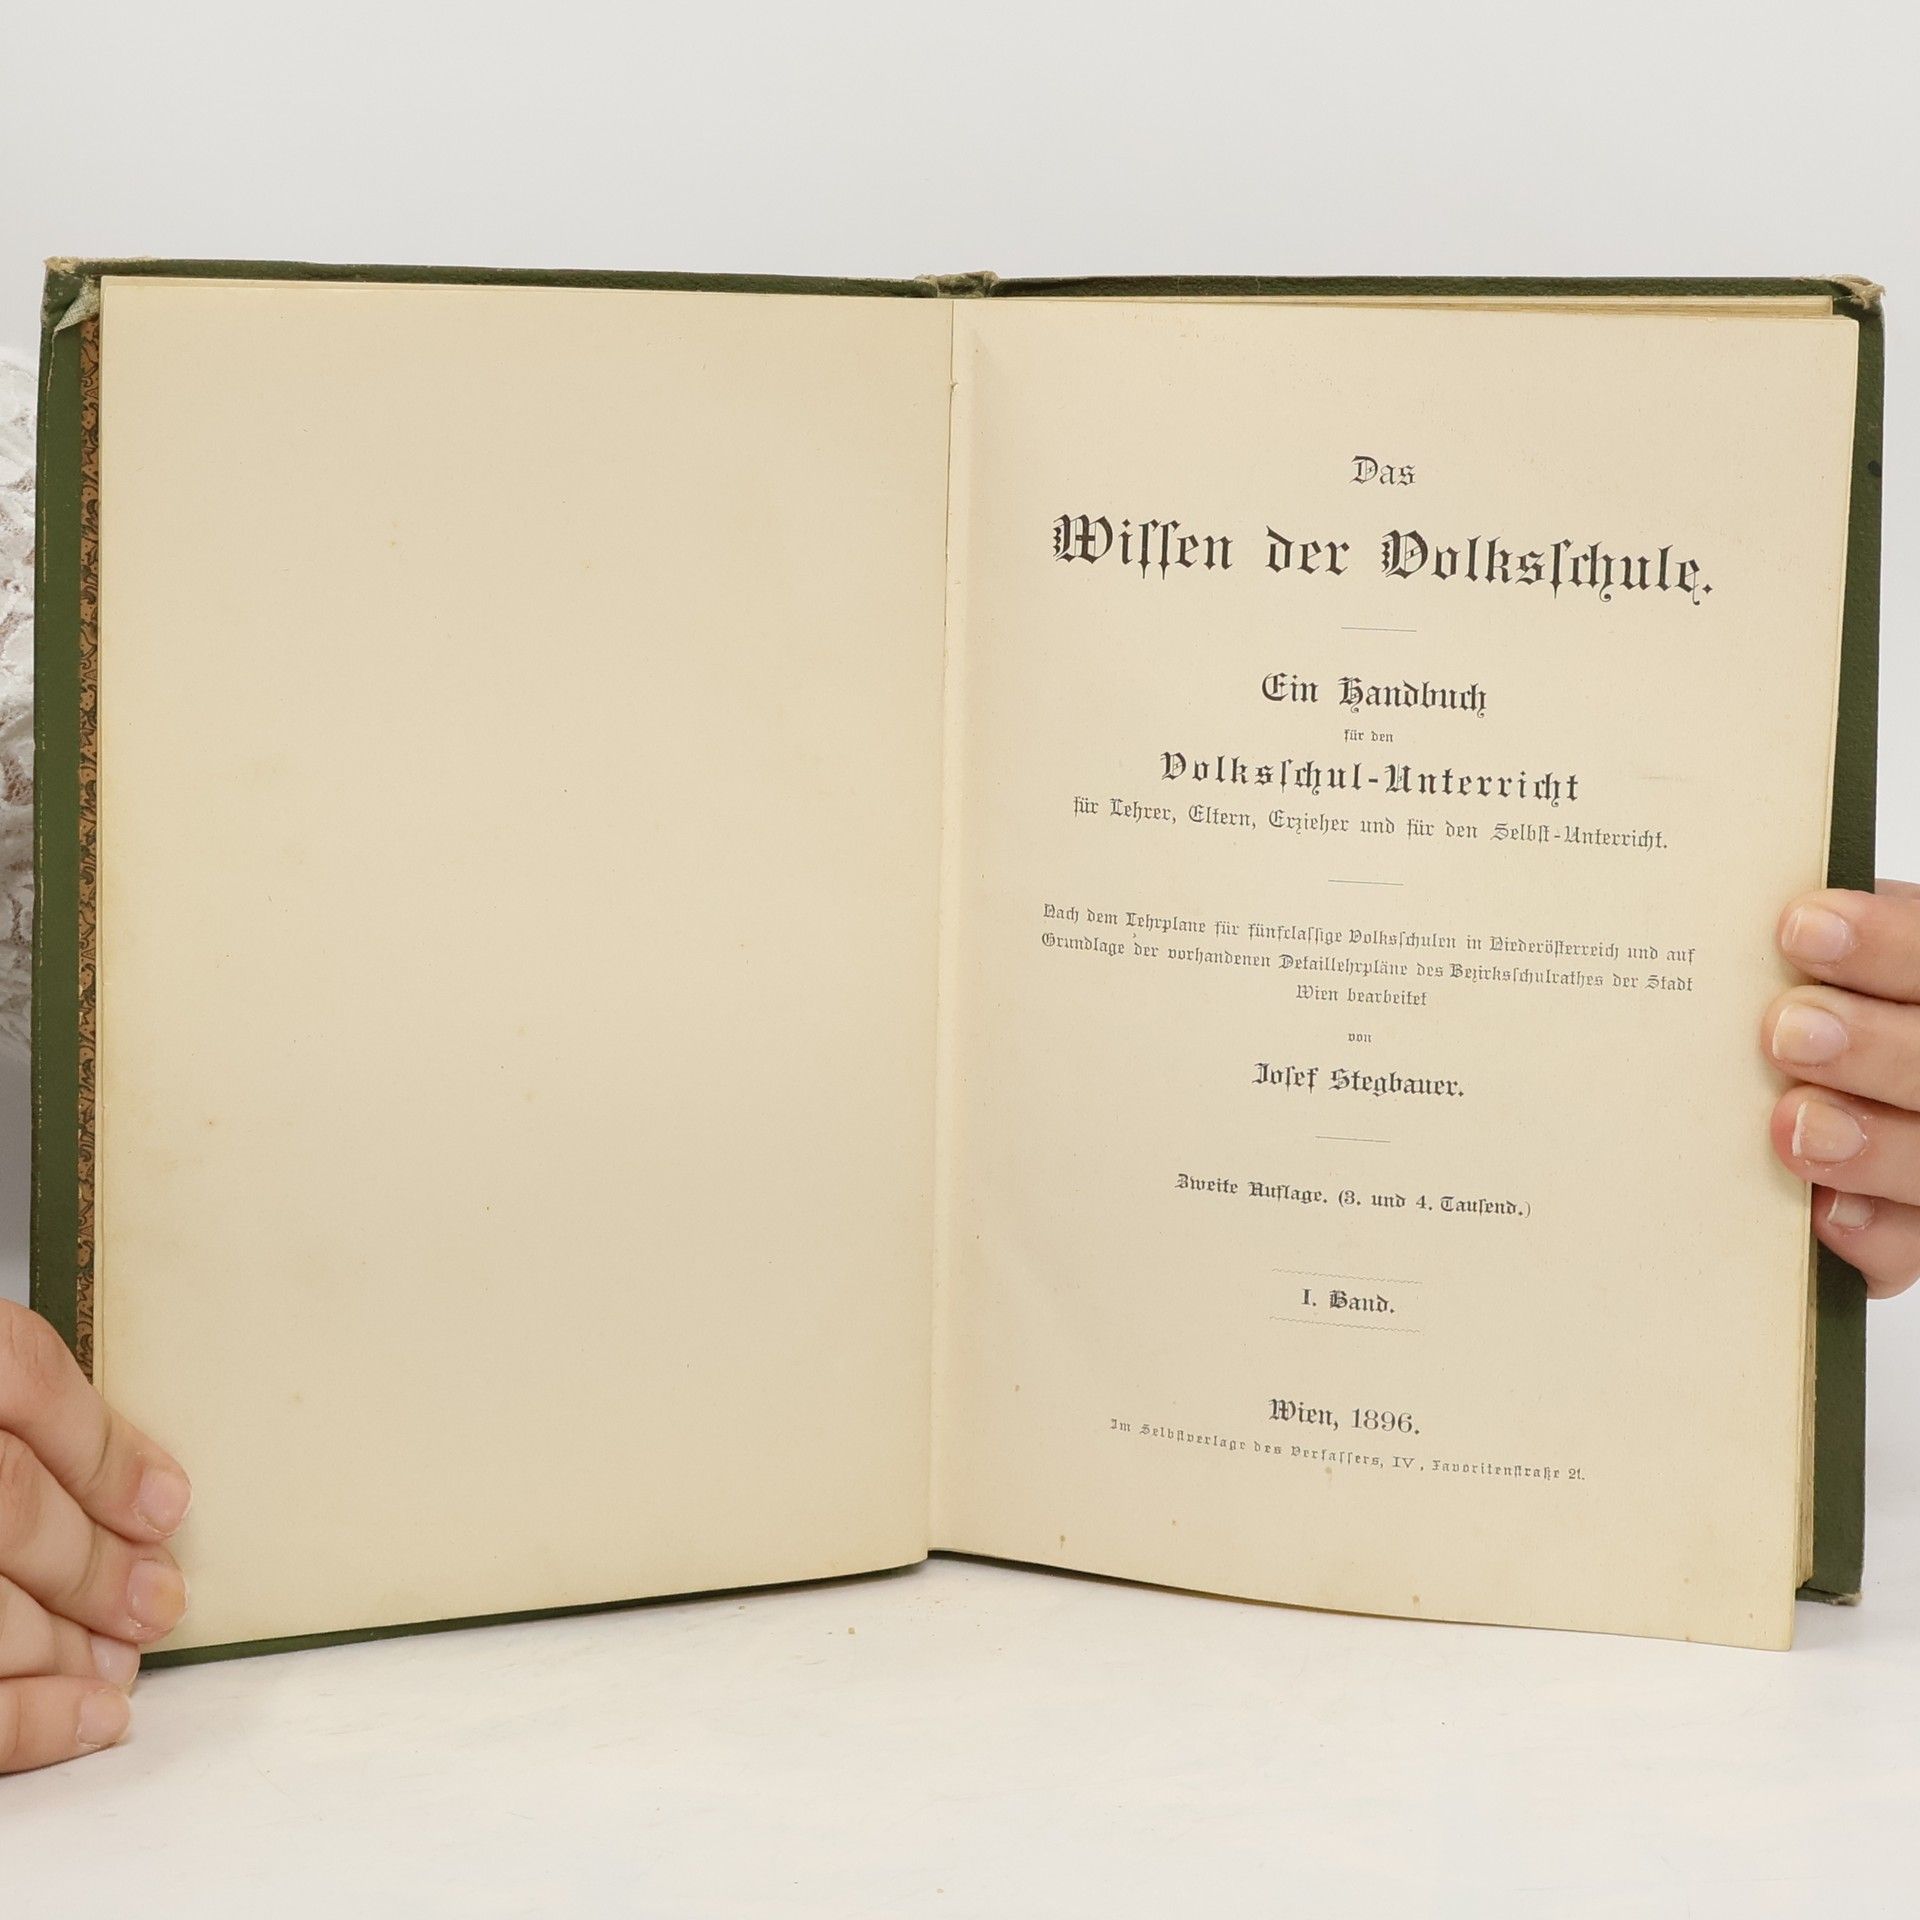 Das
Wiſſen der Volksſchule.
Ein Handbuch
für den
Volksſchul-Unterricht
für Lehrer, Eltern, Erzieher und für den Selbſt-Unterricht.
Nach dem Lehrplane für fünfclaſſige Volksſchulen in Niederöſterreich und auf
Grundlage der vorhandenen Detaillehrpläne des Bezirksſchulrathes der Stadt
Wien bearbeitet
von
Joſef Stegbauer.
Zweite Auflage. (3. und 4. Tauſend.)
I. Band.
Wien, 1896.
Im Selbſtverlage des Verfaſſers, IV, Favoritenſtraße 21.